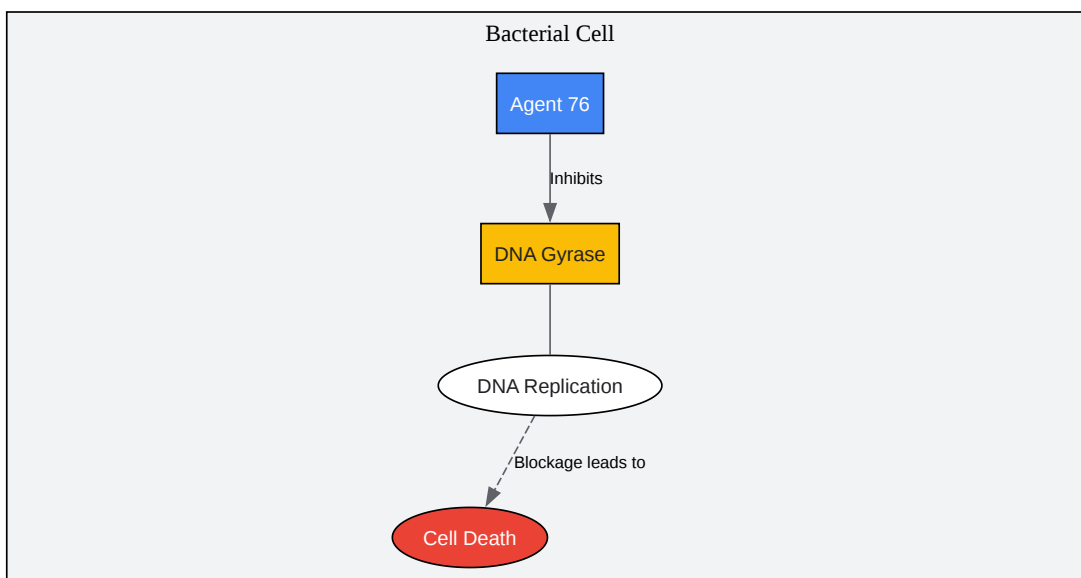 Bacterial Cell
Agent 76
Inhibits
DNA Gyrase
DNA Replication
Blockage leads to
Cell Death